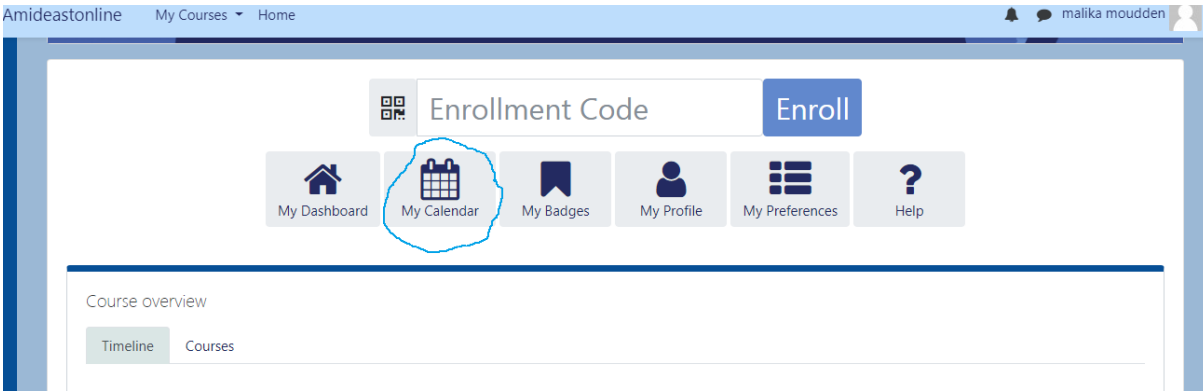 Amideastonline My Courses Home malika moudden
Enrollment Code Enroll
My Dashboard My Calendar My Badges My Profile My Preferences Help
Course overview
Timeline Courses